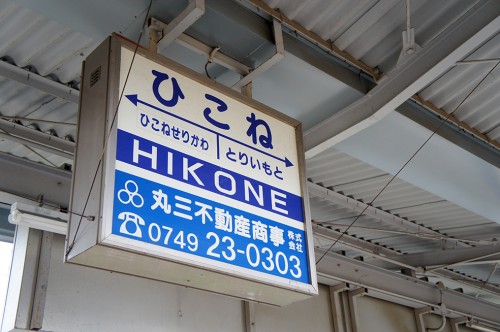 ひこね
ひこねせりかわ とりいもと
HIKONE
丸三不動産商事 株式会社
☎0749 23-0303